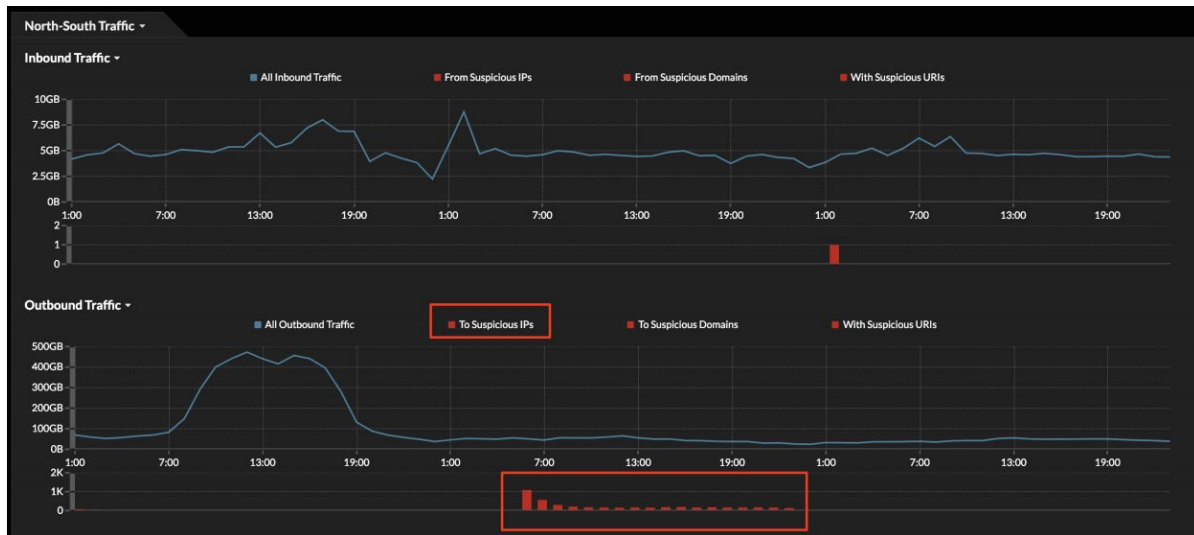 North-South Traffic
Inbound Traffic
All Inbound Traffic From Suspicious IPs From Suspicious Domains With Suspicious URIs
10GB
7.5GB
5GB
2.5GB
0B
1:00 7:00 13:00 19:00 1:00 7:00 13:00 19:00 1:00 7:00 13:00 19:00
2
1
0
Outbound Traffic
All Outbound Traffic To Suspicious IPs To Suspicious Domains With Suspicious URIs
500GB
400GB
300GB
200GB
100GB
0B
1:00 7:00 13:00 19:00 1:00 7:00 13:00 19:00 1:00 7:00 13:00 19:00
2K
1K
0